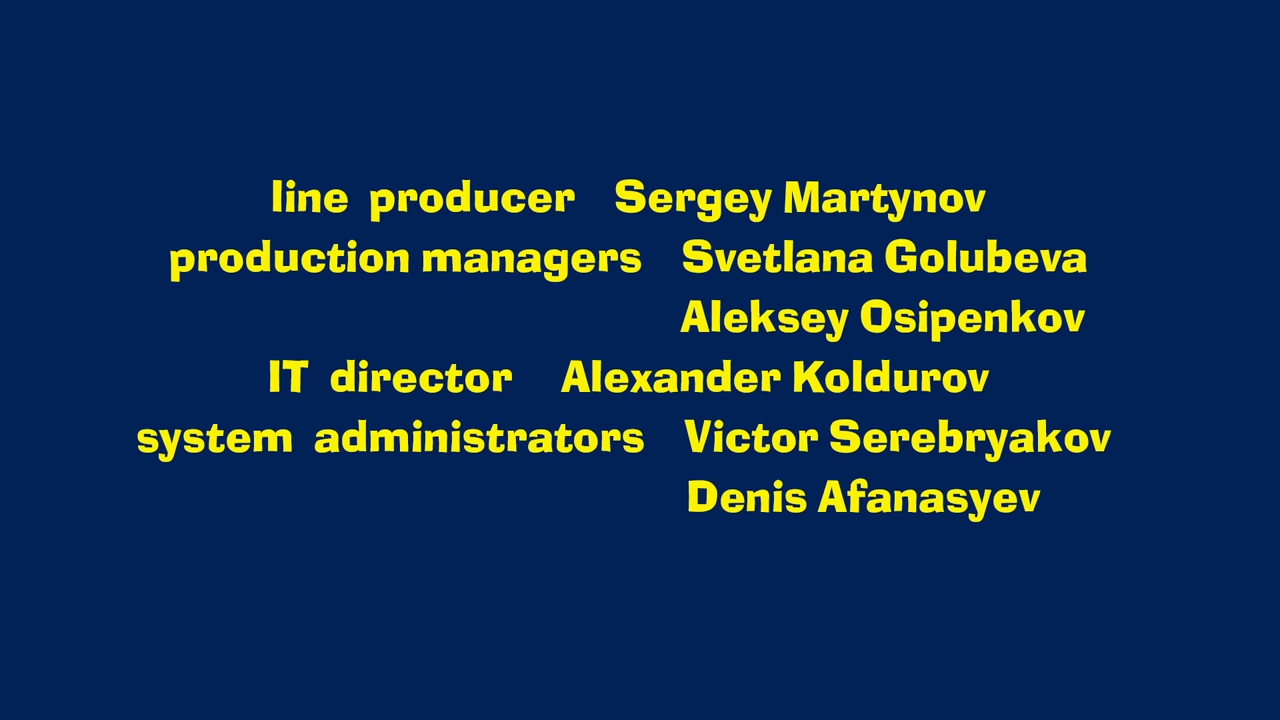 line producer Sergey Martynov
production managers Svetlana Golubeva
Aleksey Osipenkov
IT director Alexander Koldurov
system administrators Victor Serebryakov
Denis Afanasyev